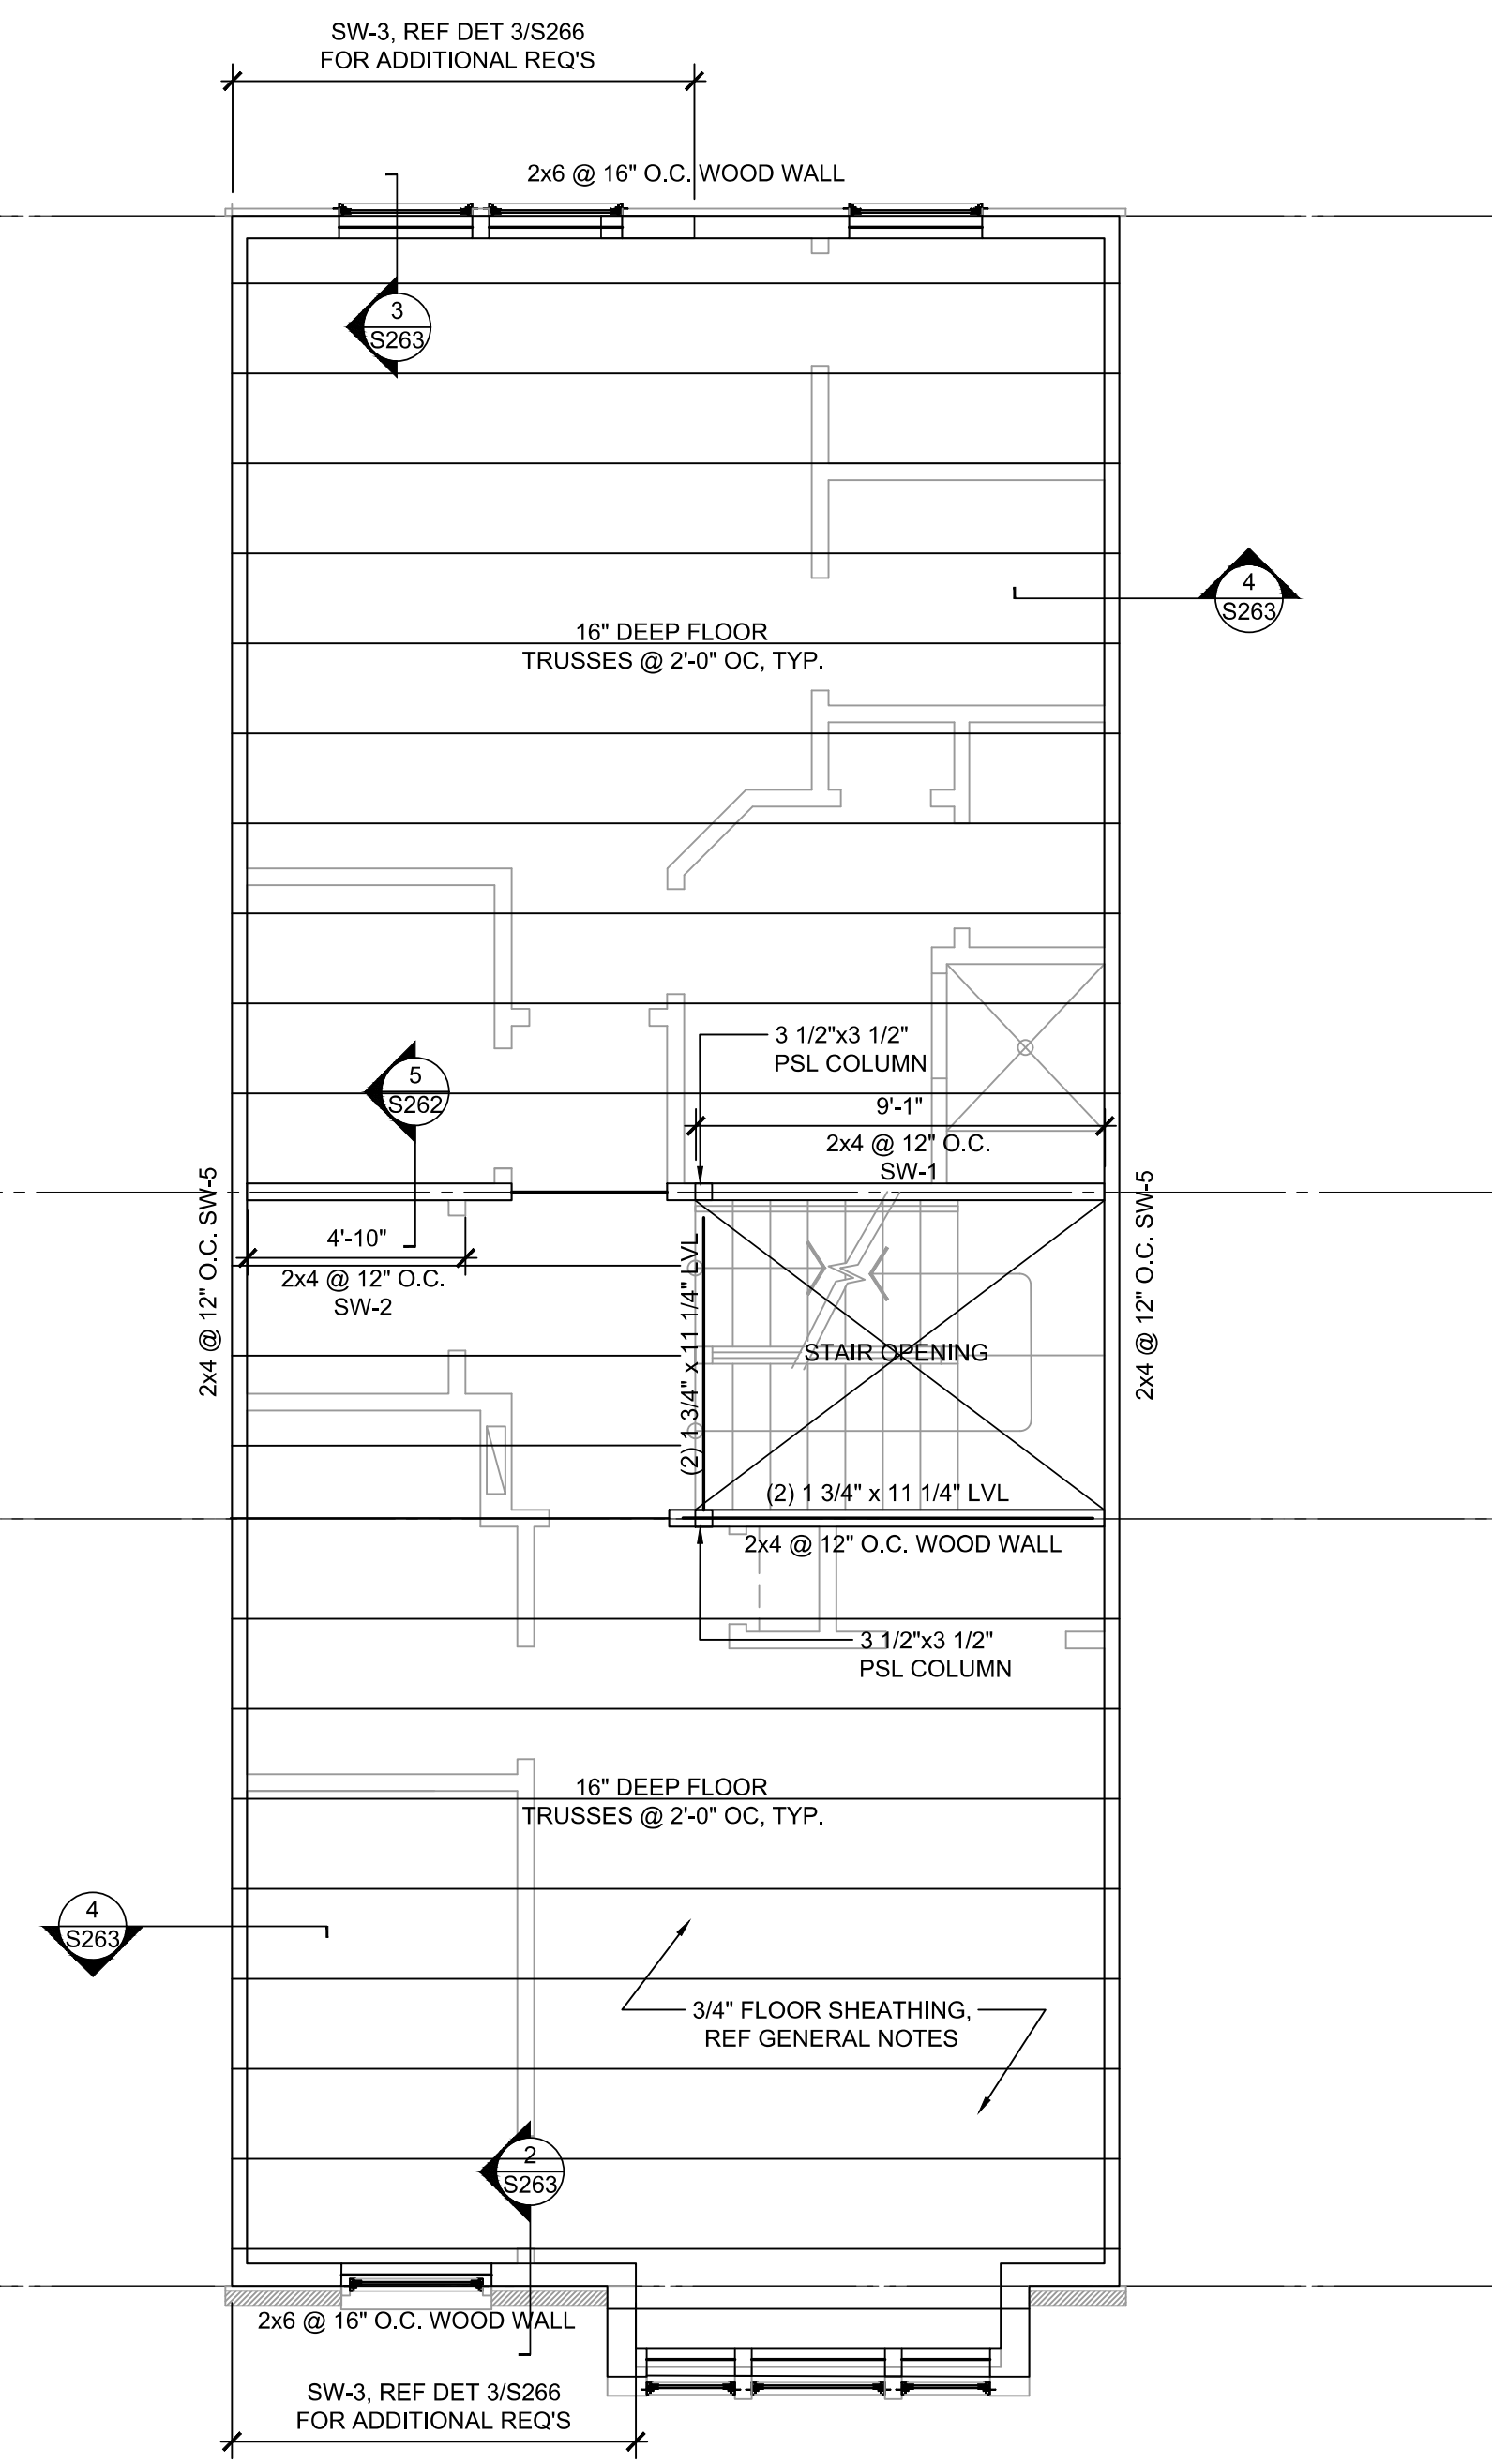 SW-3, REF DET 3/S266
FOR ADDITIONAL REQ'S
2x6 @ 16" O.C. WOOD WALL
3
S263
4
S263
16" DEEP FLOOR
TRUSSES @ 2'-0" OC, TYP.
3 1/2"x3 1/2"
PSL COLUMN
5
S262
9'-1"
2x4 @ 12" O.C.
SW-1
2x4 @ 12" O.C. SW-5
2x4 @ 12" O.C. SW-5
4'-10"
2x4 @ 12" O.C.
SW-2
(2) 1 3/4" x 11 1/4" LVL
STAIR OPENING
(2) 1 3/4" x 11 1/4" LVL
2x4 @ 12" O.C. WOOD WALL
3 1/2"x3 1/2"
PSL COLUMN
16" DEEP FLOOR
TRUSSES @ 2'-0" OC, TYP.
4
S263
3/4" FLOOR SHEATHING,
REF GENERAL NOTES
2
S263
2x6 @ 16" O.C. WOOD WALL
SW-3, REF DET 3/S266
FOR ADDITIONAL REQ'S